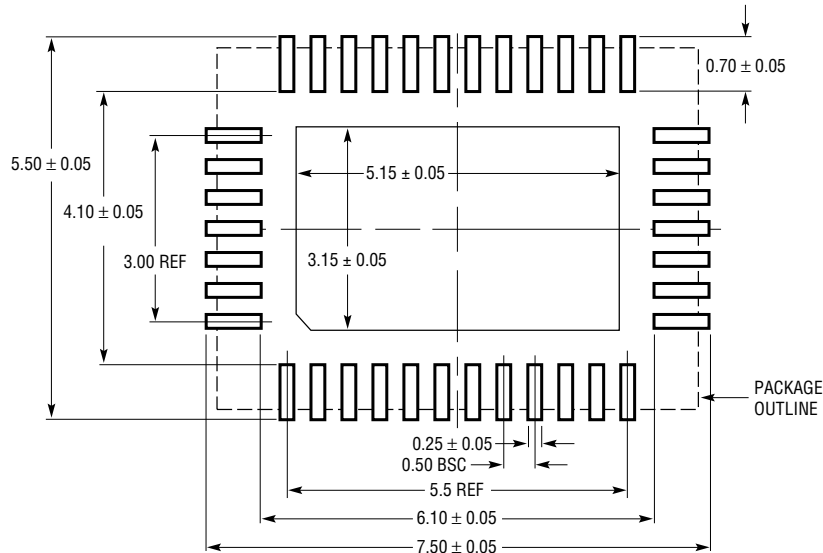 0.70 ± 0.05
5.50 ± 0.05
5.15 ± 0.05
4.10 ± 0.05
3.00 REF
3.15 ± 0.05
PACKAGE
OUTLINE
0.25 ± 0.05
0.50 BSC
5.5 REF
6.10 ± 0.05
7.50 ± 0.05